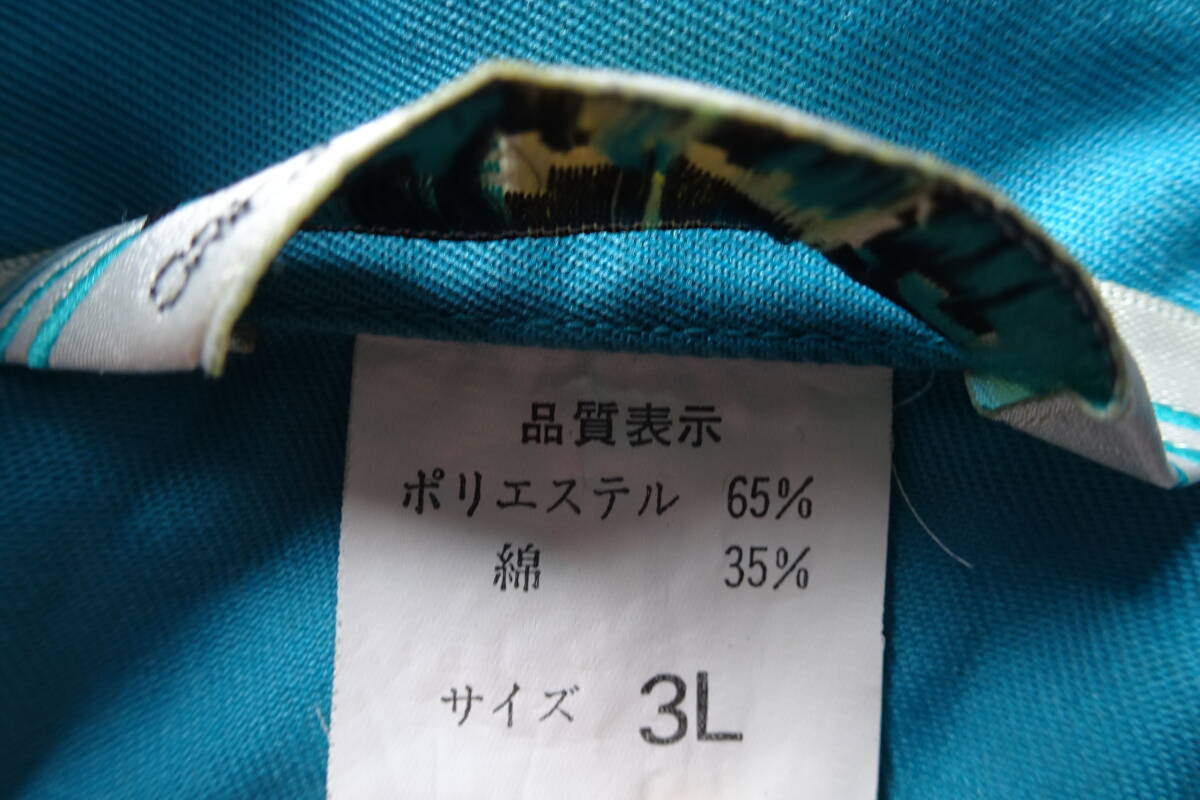 品質表示
ポリエステル 65%
綿 35%
サイズ 3L